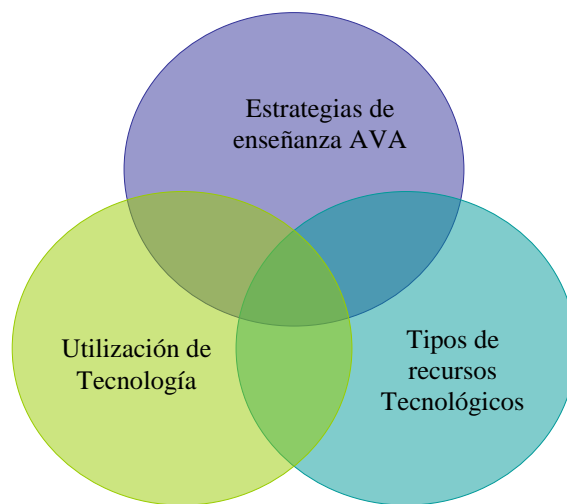 Estrategias de
enseñanza AVA
Utilización de
Tecnología
Tipos de
recursos
Tecnológicos